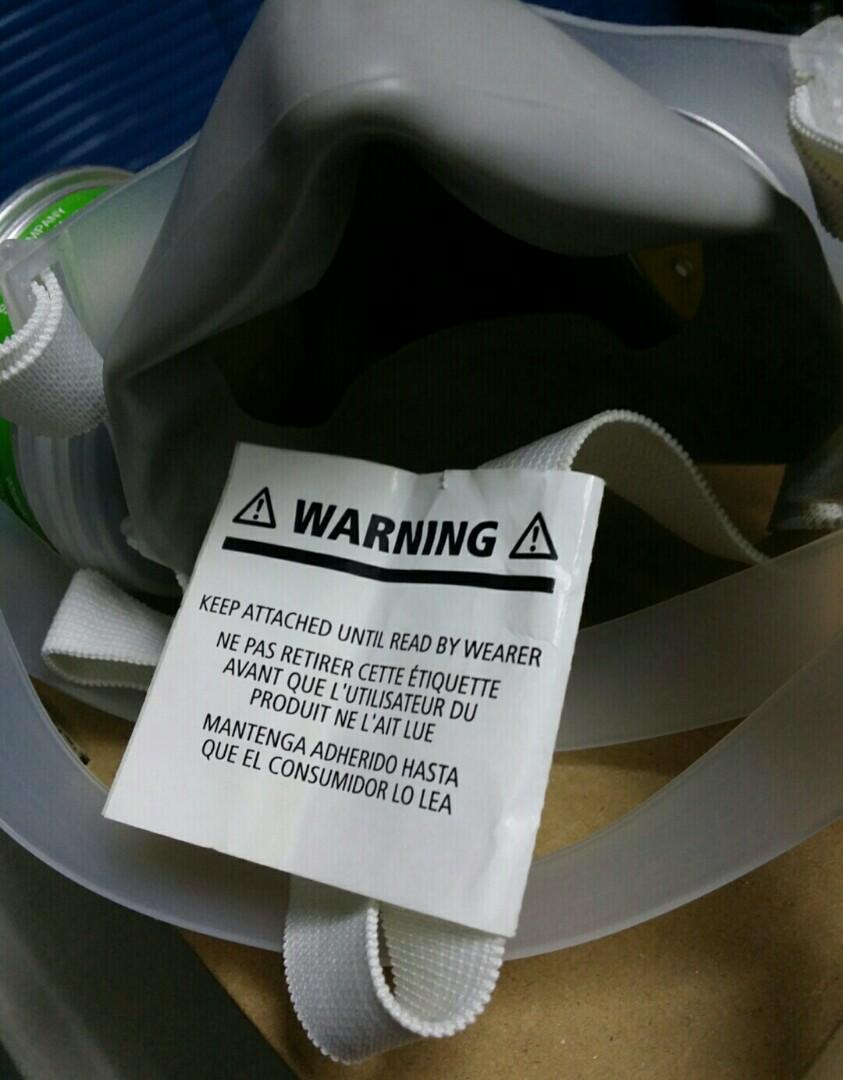 MPANY
WARNING
KEEP ATTACHED UNTIL READ BY WEARER
NE PAS RETIRER CETTE ÉTIQUETTE
AVANT QUE L'UTILISATEUR DU
PRODUIT NE L'AIT LUE
MANTENGA ADHERIDO HASTA
QUE EL CONSUMIDOR LO LEA